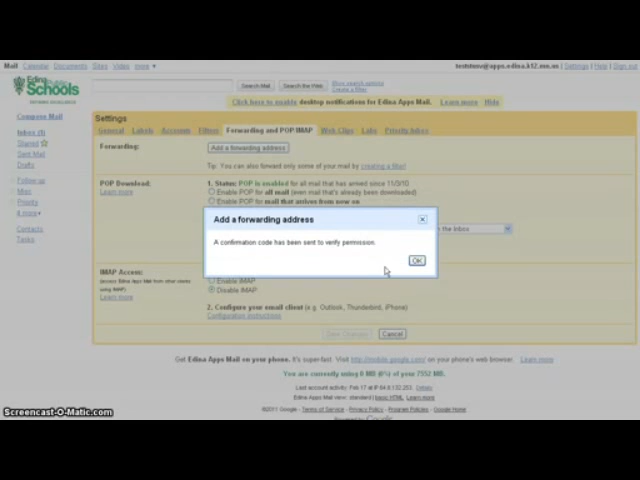 Mail Calendar Documents Sites Video more ▾
Settings | Help | Sign out
Edina Public
Schools
DEFINING EXCELLENCE
Search Mail
Search the Web
Show search options
Create a filter
Click here to enable desktop notifications for Edina Apps Mail. Learn more Hide
Compose Mail
Inbox (1)
Starred
Sent Mail
Drafts
Follow up
Misc
Priority
Contacts
Tasks
Settings
General Labels Accounts Filters Forwarding and POP/IMAP Web Clips Labs Priority Inbox
Forwarding:
Add a forwarding address
Tip: You can also forward only some of your mail by creating a filter!
POP Download:
Learn more
1. Status: POP is enabled for all mail that has arrived since 11/3/10
Enable POP for all mail (even mail that's already been downloaded)
Enable POP for mail that arrives from now on
the Inbox
Add a forwarding address
A confirmation code has been sent to verify permission.
OK
IMAP Access:
(access Edina Apps Mail from other clients
using IMAP)
Learn more
Enable IMAP
Disable IMAP
2. Configure your email client (e.g. Outlook, Thunderbird, iPhone)
Configuration instructions
Save Changes
Cancel
Get Edina Apps Mail on your phone. It's super-fast. Visit http://mobile.google.com/ on your phone's web browser. Learn more
You are currently using 0 MB (0%) of your 7552 MB.
Last account activity: Feb 17 at IP 64.8.132.253. Details
Edina Apps Mail view: standard | basic HTML Learn more
©2011 Google - Terms of Service - Privacy Policy - Program Policies - Google Home
Powered by Google
Screencast-O-Matic.com